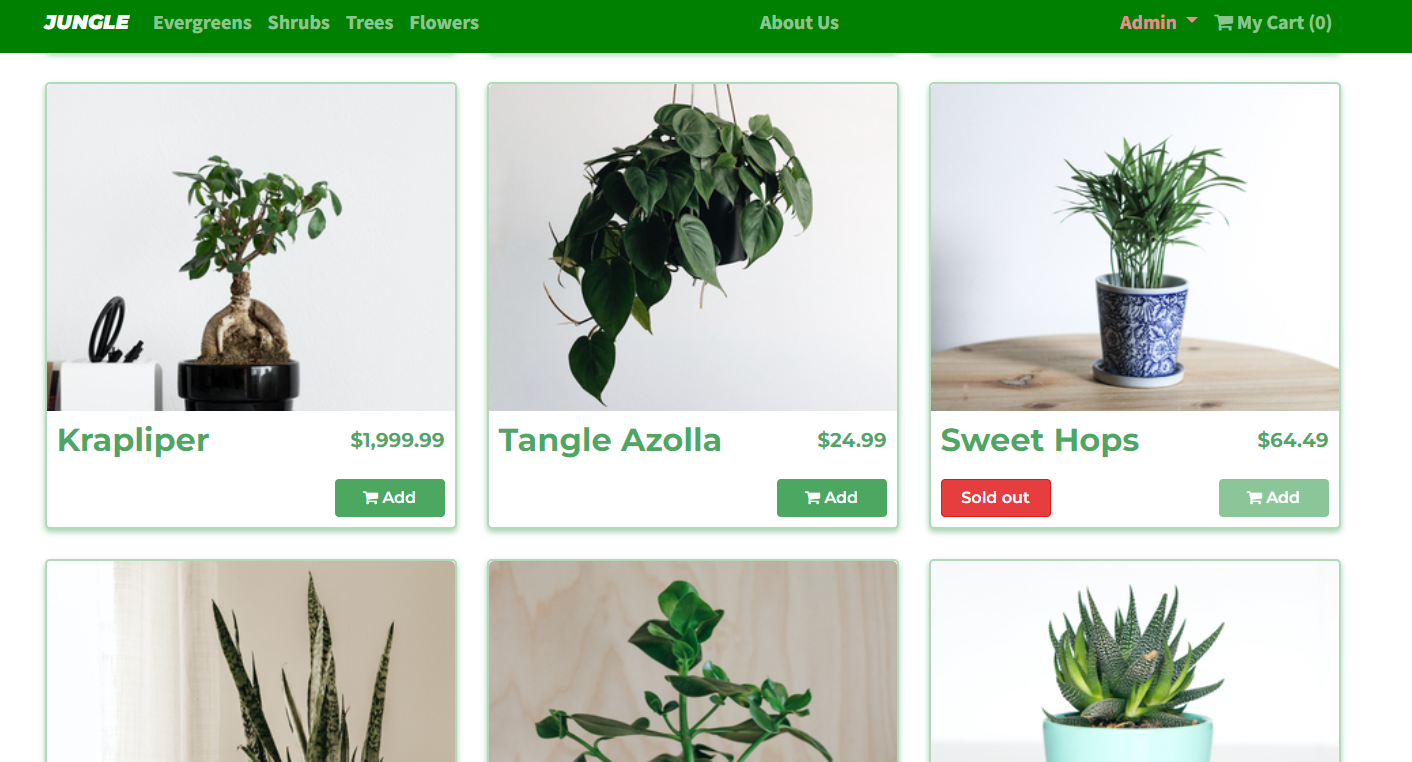 JUNGLE Evergreens Shrubs Trees Flowers About Us Admin My Cart (0)
Krapliper $1,999.99
Add
Tangle Azolla $24.99
Add
Sweet Hops $64.49
Sold out Add